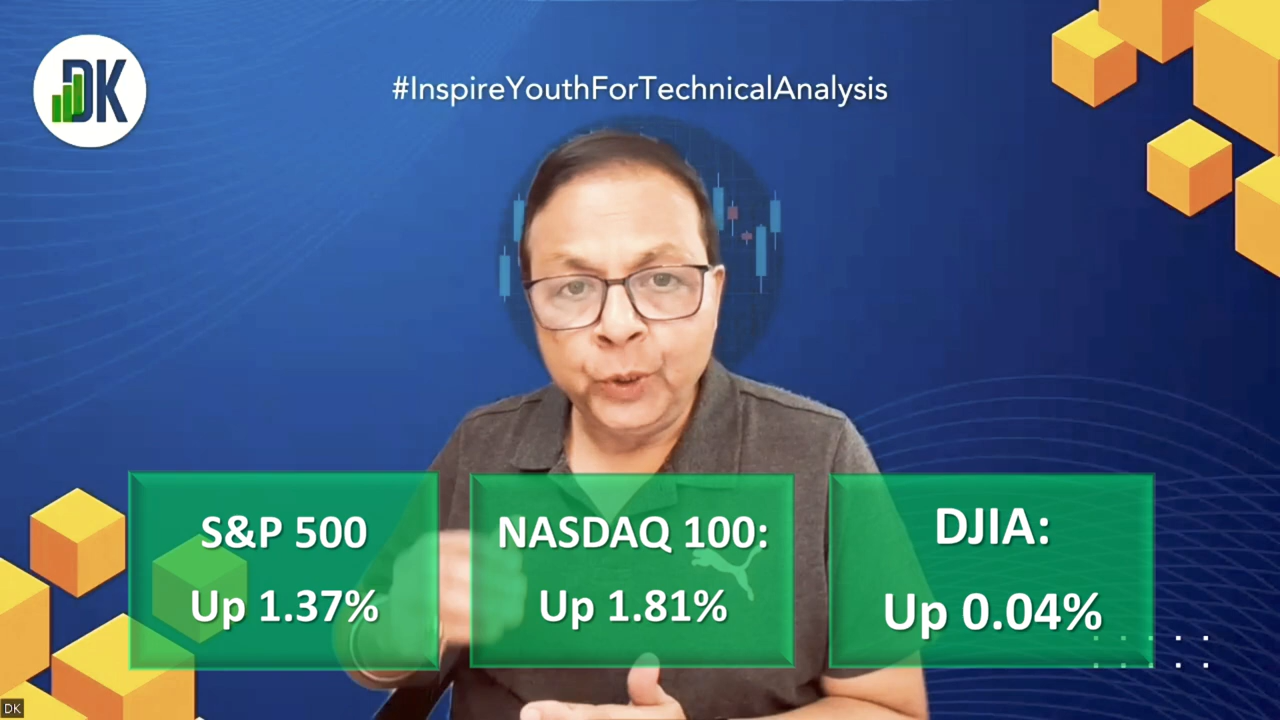 DK
#InspireYouthForTechnicalAnalysis
S&P 500
Up 1.37%
NASDAQ 100:
Up 1.81%
DJIA:
Up 0.04%
DK